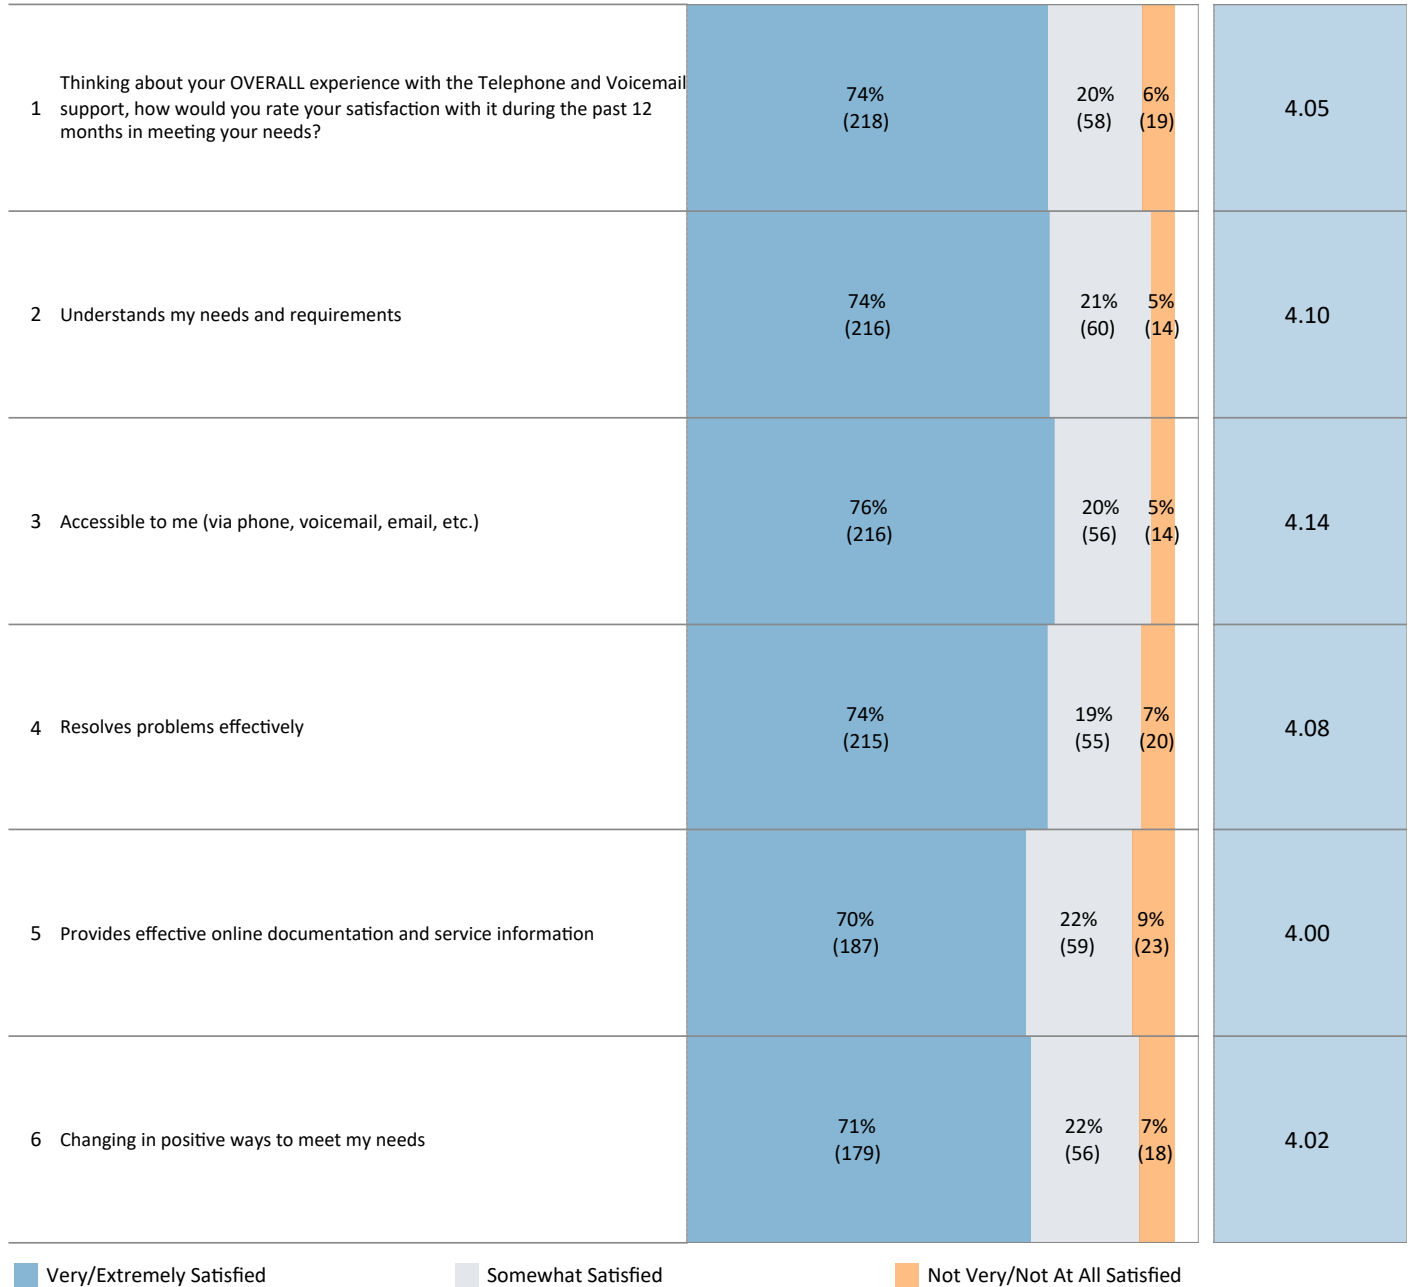 Thinking about your OVERALL experience with the Telephone and Voicemail
1 support, how would you rate your satisfaction with it during the past 12
months in meeting your needs?
74% 20% 6%
(218) (58) (19)
4.05
2 Understands my needs and requirements
74% 21% 5%
(216) (60) (14)
4.10
3 Accessible to me (via phone, voicemail, email, etc.)
76% 20% 5%
(216) (56) (14)
4.14
4 Resolves problems effectively
74% 19% 7%
(215) (55) (20)
4.08
5 Provides effective online documentation and service information
70% 22% 9%
(187) (59) (23)
4.00
6 Changing in positive ways to meet my needs
71% 22% 7%
(179) (56) (18)
4.02
Very/Extremely Satisfied Somewhat Satisfied Not Very/Not At All Satisfied